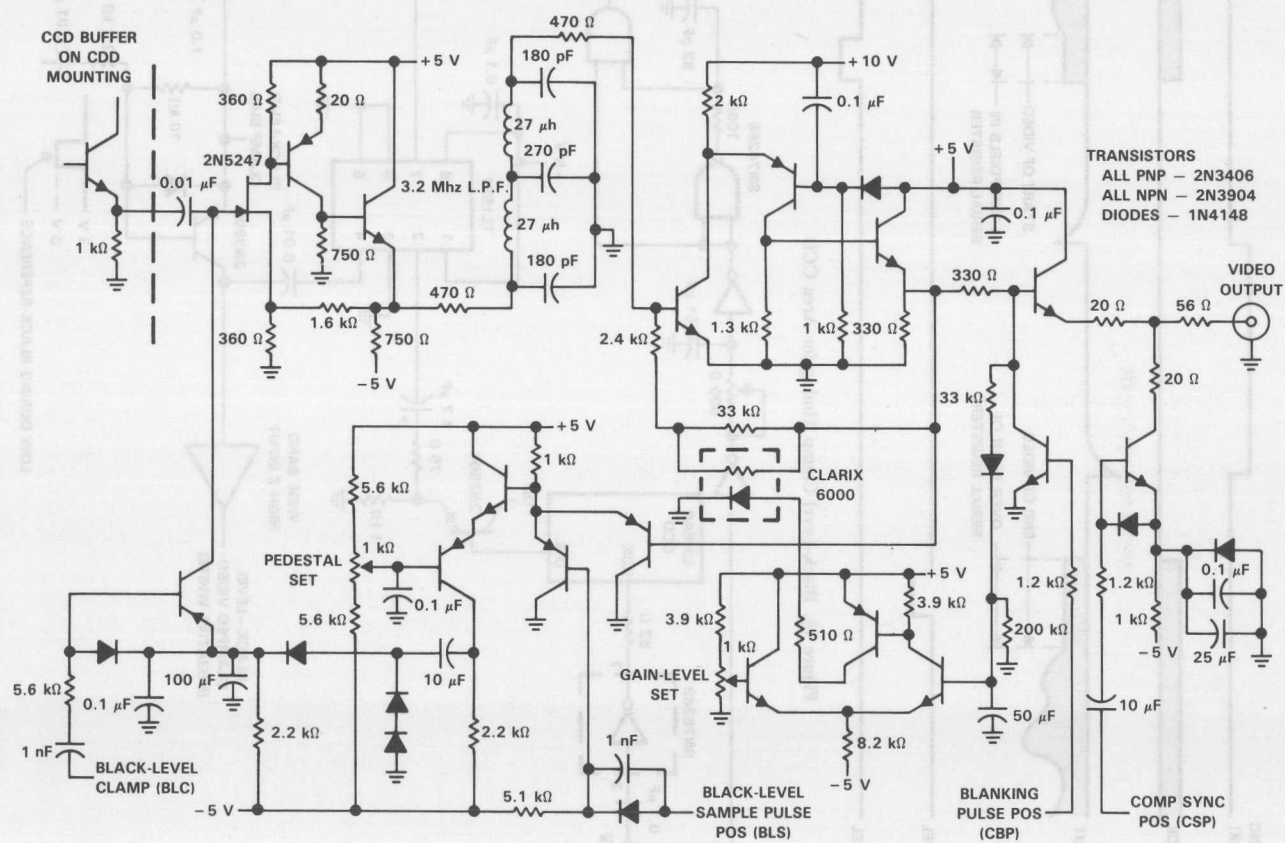 CCD BUFFER
ON CDD
MOUNTING
1 kΩ
0.01 μF
2N5247
360 Ω
20 Ω
+5 V
750 Ω
3.2 Mhz L.P.F.
360 Ω
1.6 kΩ
750 Ω
-5 V
470 Ω
470 Ω
180 pF
27 μh
270 pF
27 μh
180 pF
+10 V
2 kΩ
0.1 μF
+5 V
0.1 μF
TRANSISTORS
ALL PNP – 2N3406
ALL NPN – 2N3904
DIODES – 1N4148
2.4 kΩ
1.3 kΩ
1 kΩ
330 Ω
330 Ω
20 Ω
56 Ω
VIDEO
OUTPUT
20 Ω
33 kΩ
CLARIX
6000
33 kΩ
+5 V
1 kΩ
5.6 kΩ
1 kΩ
PEDESTAL
SET
0.1 μF
5.6 kΩ
10 μF
2.2 kΩ
5.6 kΩ
0.1 μF
100 μF
2.2 kΩ
1 nF
BLACK-LEVEL
CLAMP (BLC)
-5 V
5.1 kΩ
1 nF
BLACK-LEVEL
SAMPLE PULSE
POS (BLS)
+5 V
3.9 kΩ
1 kΩ
GAIN-LEVEL
SET
510 Ω
3.9 kΩ
8.2 kΩ
-5 V
200 kΩ
50 μF
1.2 kΩ
BLANKING
PULSE POS
(CBP)
1.2 kΩ
1 kΩ
-5 V
0.1 μF
25 μF
10 μF
COMP SYNC
POS (CSP)